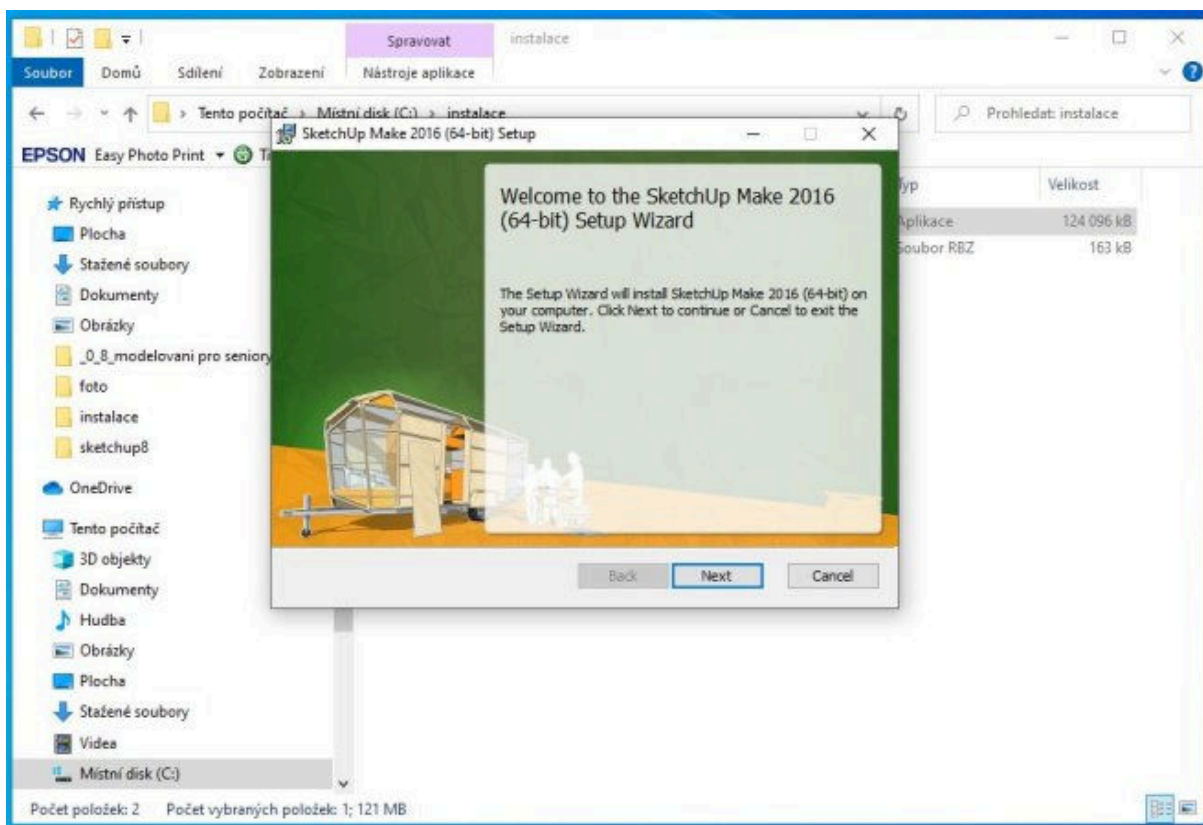 Spravovat
instalace
Soubor
Domů
Sdílení
Zobrazení
Nástroje aplikace
Tento počítač > Místní disk (C:) > instalace
Prohledat: instalace
EPSON Easy Photo Print
SketchUp Make 2016 (64-bit) Setup
Welcome to the SketchUp Make 2016
(64-bit) Setup Wizard
The Setup Wizard will install SketchUp Make 2016 (64-bit) on
your computer. Click Next to continue or Cancel to exit the
Setup Wizard.
Back
Next
Cancel
Typ
Velikost
Aplikace
124 096 kB
Soubor RBZ
163 kB
Rychlý přístup
Plocha
Stažené soubory
Dokumenty
Obrázky
_0_8_modelovani pro seniory
foto
instalace
sketchup8
OneDrive
Tento počítač
3D objekty
Dokumenty
Hudba
Obrázky
Plocha
Stažené soubory
Videa
Místní disk (C:)
Počet položek: 2
Počet vybraných položek: 1; 121 MB